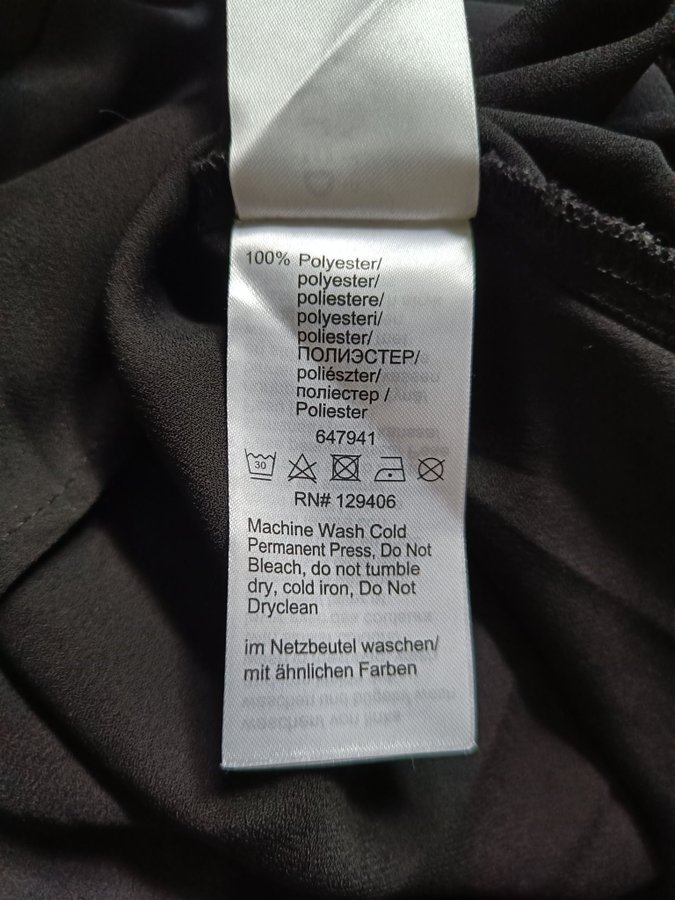 100% Polyester/
polyester/
poliestere/
polyesteri/
poliester/
ПОЛИЭСТЕР/
poliészter/
поліестер /
Poliester
647941
30
RN# 129406
Machine Wash Cold
Permanent Press, Do Not
Bleach, do not tumble
dry, cold iron, Do Not
Dryclean
im Netzbeutel waschen/
mit ähnlichen Farben